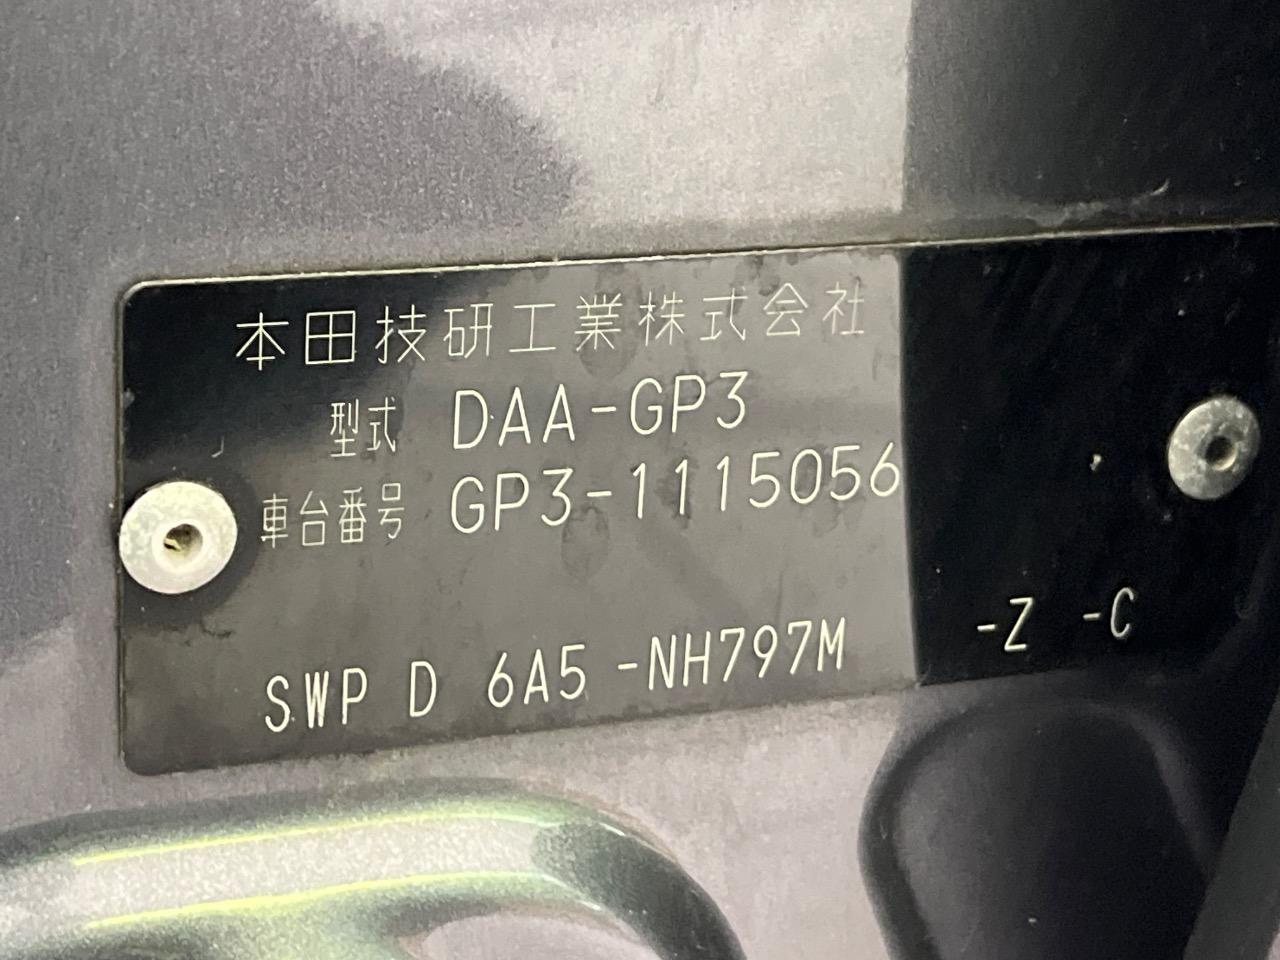 本田技研工業株式会社
型式 DAA-GP3
車台番号 GP3-1115056
SWP D 6A5 -NH797M -Z -C